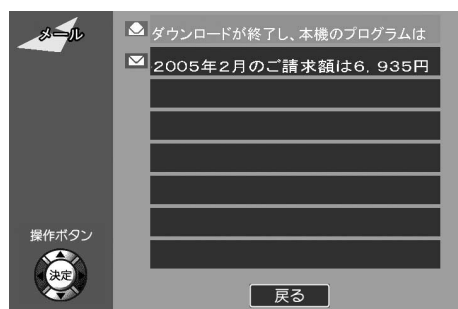 メール
ダウンロードが終了し、本機のプログラムは
2005年2月のご請求額は6,935円
操作ボタン
決定
戻る